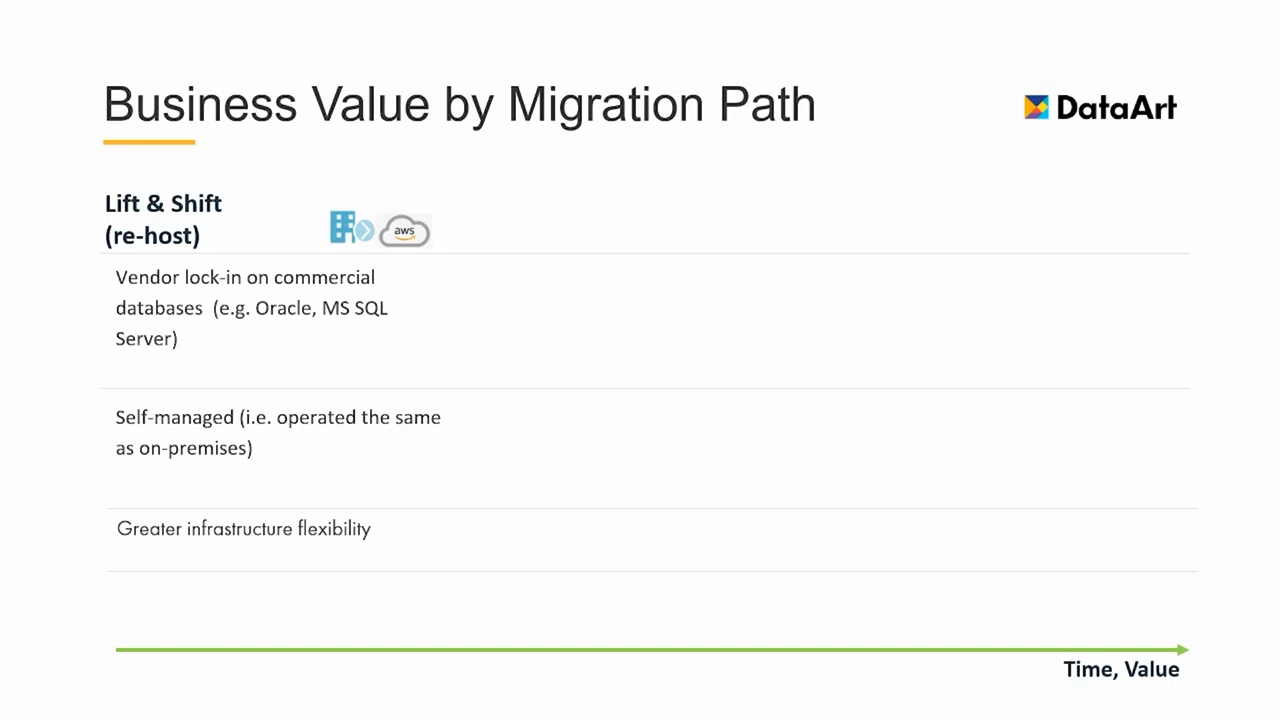 Business Value by Migration Path
DataArt
Lift & Shift
(re-host)
aws
Vendor lock-in on commercial
databases (e.g. Oracle, MS SQL
Server)
Self-managed (i.e. operated the same
as on-premises)
Greater infrastructure flexibility
Time, Value